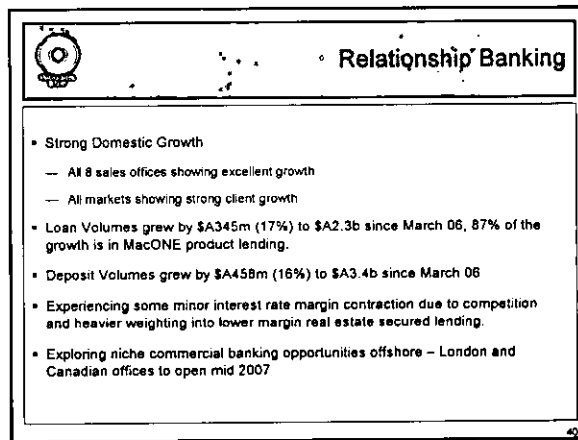 Relationship Banking
▪ Strong Domestic Growth
— All 8 sales offices showing excellent growth
— All markets showing strong client growth
▪ Loan Volumes grew by $A345m (17%) to $A2.3b since March 06, 87% of the
growth is in MacONE product lending.
▪ Deposit Volumes grew by $A458m (16%) to $A3.4b since March 06
▪ Experiencing some minor interest rate margin contraction due to competition
and heavier weighting into lower margin real estate secured lending.
▪ Exploring niche commercial banking opportunities offshore – London and
Canadian offices to open mid 2007
40